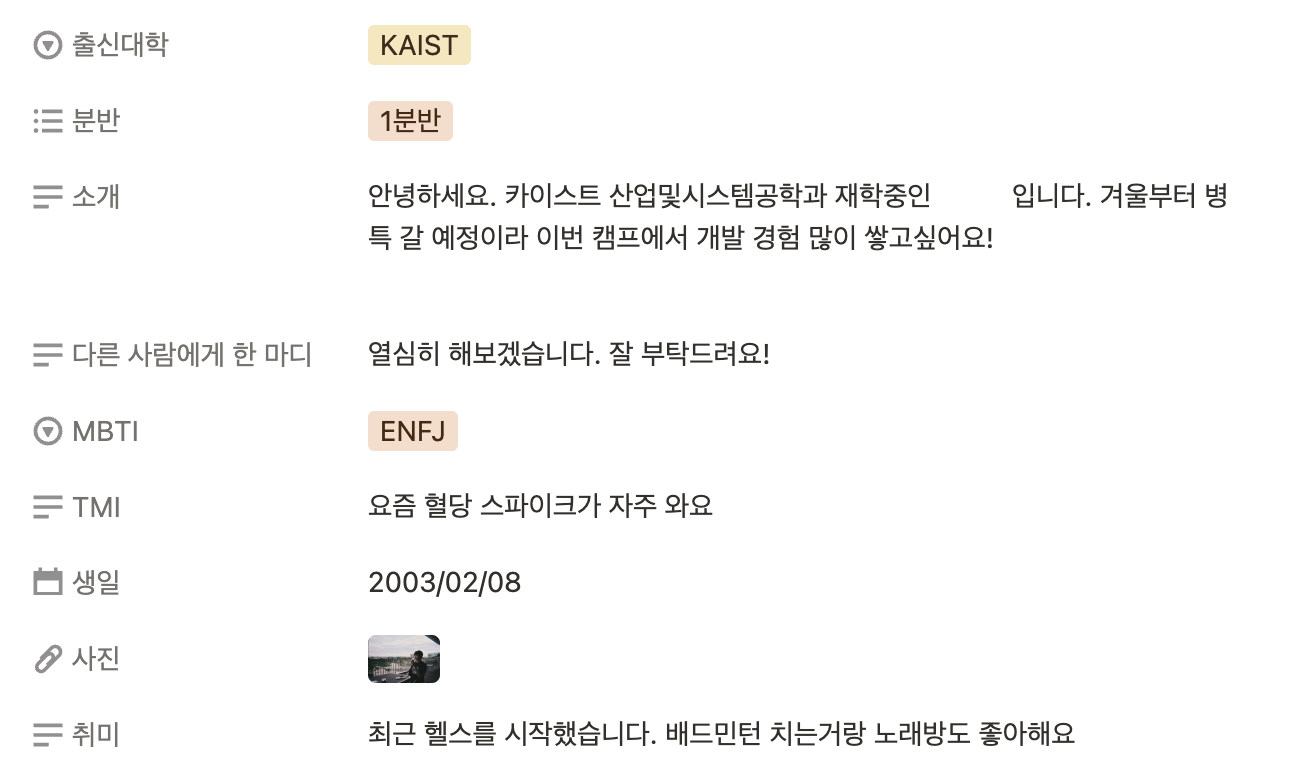 출신대학 KAIST
분반 1분반
소개 안녕하세요. 카이스트 산업및시스템공학과 재학중인 입니다. 겨울부터 병
특 갈 예정이라 이번 캠프에서 개발 경험 많이 쌓고싶어요!
다른 사람에게 한 마디 열심히 해보겠습니다. 잘 부탁드려요!
MBTI ENFJ
TMI 요즘 혈당 스파이크가 자주 와요
생일 2003/02/08
사진
취미 최근 헬스를 시작했습니다. 배드민턴 치는거랑 노래방도 좋아해요